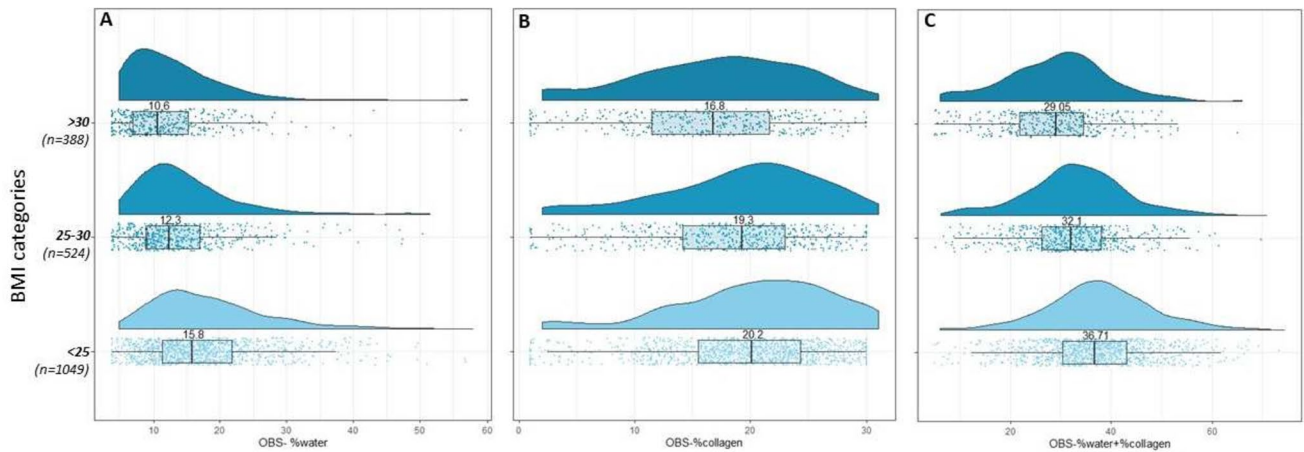 A
B
C
BMI categories
>30
(n=388)
25-30
(n=524)
<25
(n=1049)
10.6
12.3
15.8
10 20 30 40 50 60
OBS- %water
16.8
19.3
20.2
0 10 20 30
OBS-%collagen
29.05
32.1
36.71
20 40 60
OBS-%water+%collagen